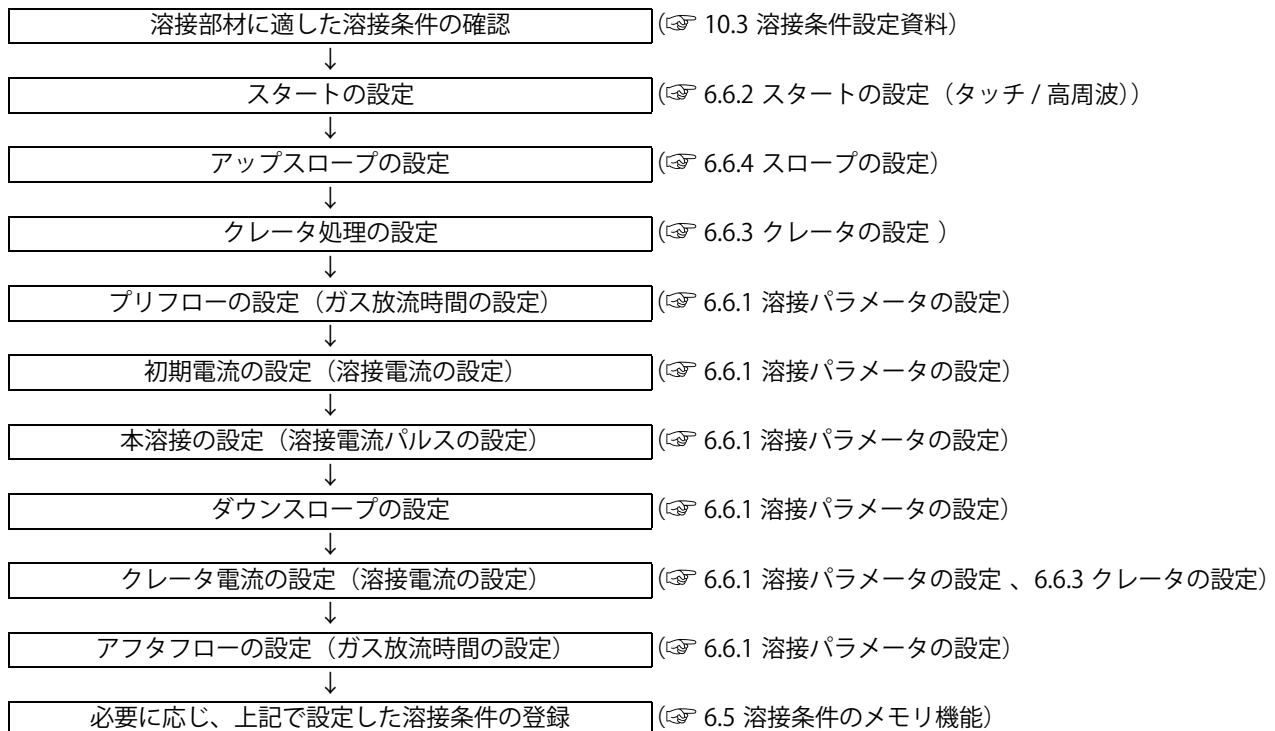 溶接部材に適した溶接条件の確認 (☞ 10.3 溶接条件設定資料)
↓
スタートの設定 (☞ 6.6.2 スタートの設定（タッチ / 高周波）)
↓
アップスロープの設定 (☞ 6.6.4 スロープの設定)
↓
クレータ処理の設定 (☞ 6.6.3 クレータの設定 )
↓
プリフローの設定（ガス放流時間の設定） (☞ 6.6.1 溶接パラメータの設定)
↓
初期電流の設定（溶接電流の設定） (☞ 6.6.1 溶接パラメータの設定)
↓
本溶接の設定（溶接電流パルスの設定） (☞ 6.6.1 溶接パラメータの設定)
↓
ダウンスロープの設定 (☞ 6.6.1 溶接パラメータの設定)
↓
クレータ電流の設定（溶接電流の設定） (☞ 6.6.1 溶接パラメータの設定 、6.6.3 クレータの設定)
↓
アフタフローの設定（ガス放流時間の設定） (☞ 6.6.1 溶接パラメータの設定)
↓
必要に応じ、上記で設定した溶接条件の登録 (☞ 6.5 溶接条件のメモリ機能)